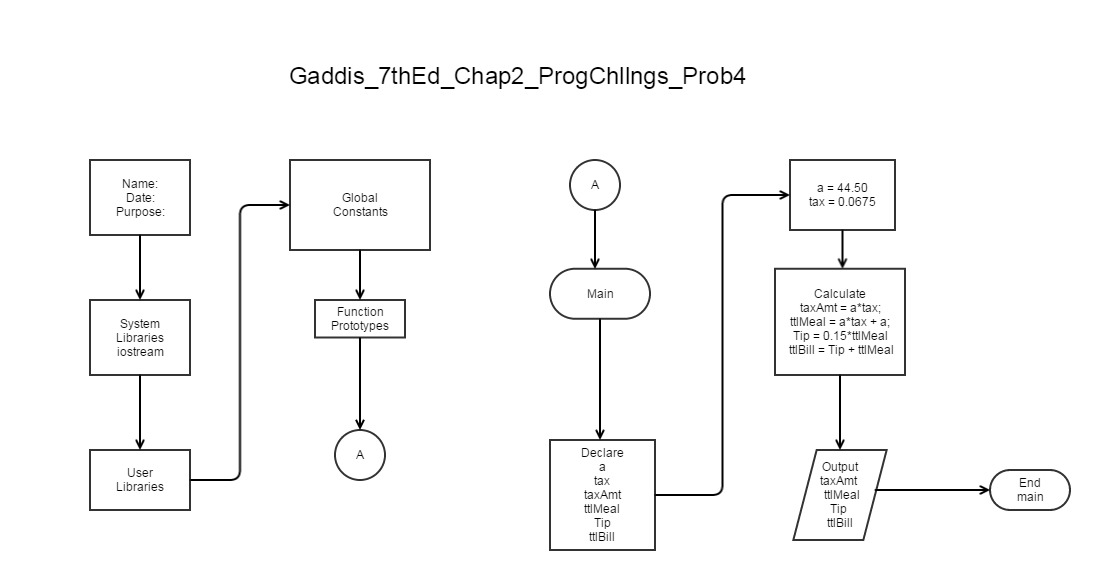 Gaddis_7thEd_Chap2_ProgChllngs_Prob4
Name:
Date:
Purpose:
System
Libraries
iostream
User
Libraries
Global
Constants
Function
Prototypes
A
A
Main
Declare
a
tax
taxAmt
ttlMeal
Tip
ttlBill
a = 44.50
tax = 0.0675
Calculate
taxAmt = a*tax;
ttlMeal = a*tax + a;
Tip = 0.15*ttlMeal
ttlBill = Tip + ttlMeal
Output
taxAmt
ttlMeal
Tip
ttlBill
End
main